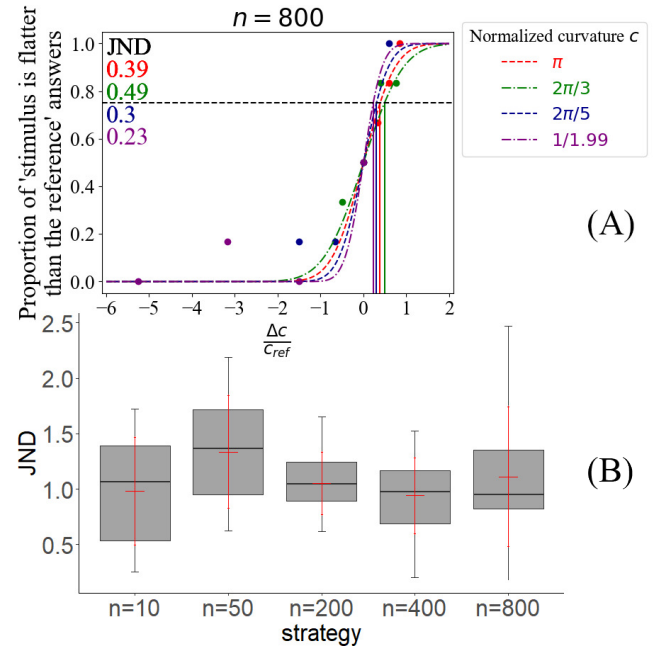 n = 800
Proportion of 'stimulus is flatter
than the reference' answers
1.0
0.8
0.6
0.4
0.2
0.0
JND
0.39
0.49
0.3
0.23
−6 −5 −4 −3 −2 −1 0 1 2
Δc
c_ref
Normalized curvature c
π
2π/3
2π/5
1/1.99
(A)
JND
2.5
2.0
1.5
1.0
0.5
n=10 n=50 n=200 n=400 n=800
strategy
(B)